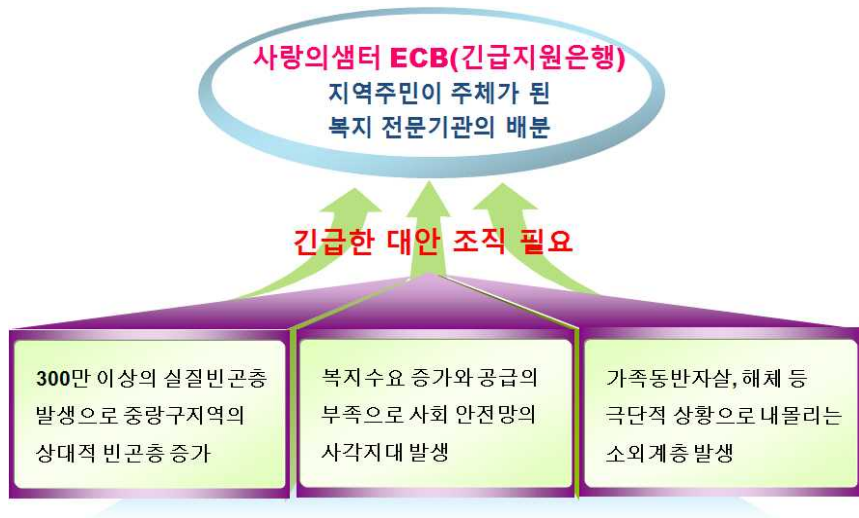 사랑의샘터 ECB(긴급지원은행)
지역주민이 주체가 된
복지 전문기관의 배분
긴급한 대안 조직 필요
300만 이상의 실질빈곤층
발생으로 중랑구지역의
상대적 빈곤층 증가
복지수요 증가와 공급의
부족으로 사회 안전망의
사각지대 발생
가족동반자살, 해체 등
극단적 상황으로 내몰리는
소외계층 발생